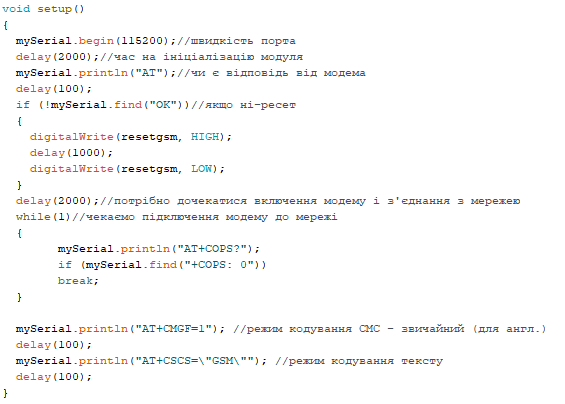 void setup()
{
mySerial.begin(115200);//швидкість порта
delay(2000);//час на ініціалізацію модуля
mySerial.println("AT");//чи є відповідь від модема
delay(100);
if (!mySerial.find("OK"))//якщо ні-ресет
{
digitalWrite(resetgsm, HIGH);
delay(1000);
digitalWrite(resetgsm, LOW);
}
delay(2000);//потрібно дочекатися включення модему і з'єднання з мережею
while(1)//чекаємо підключення модему до мережі
{
mySerial.println("AT+COPS?");
if (mySerial.find("+COPS: 0"))
break;
}
mySerial.println("AT+CMGF=1"); //режим кодування СМС - звичайний (для англ.)
delay(100);
mySerial.println("AT+CSCS=\"GSM\""); //режим кодування тексту
delay(100);
}